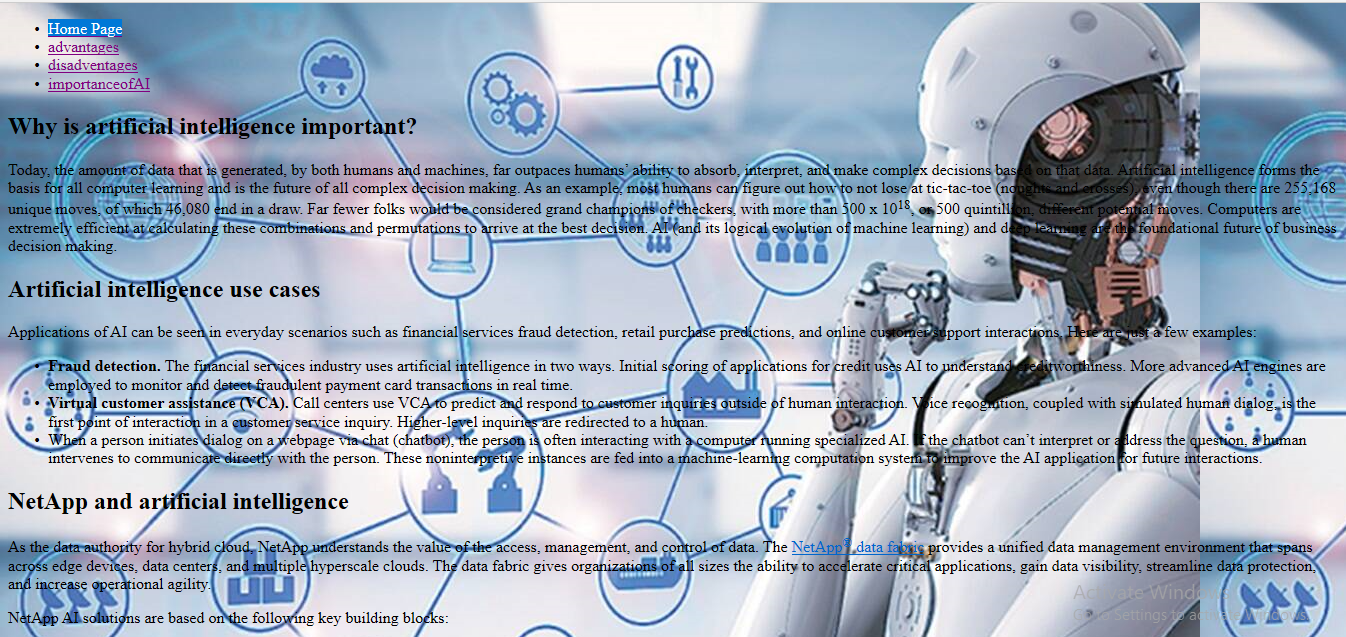 Home Page
advantages
disadventages
importanceofAI
Why is artificial intelligence important?
Today, the amount of data that is generated, by both humans and machines, far outpaces humans’ ability to absorb, interpret, and make complex decisions based on that data. Artificial intelligence forms the
basis for all computer learning and is the future of all complex decision making. As an example, most humans can figure out how to not lose at tic-tac-toe (noughts and crosses), even though there are 255,168
unique moves, of which 46,080 end in a draw. Far fewer folks would be considered grand champions of checkers, with more than 500 x 10¹⁸, or 500 quintillion, different potential moves. Computers are
extremely efficient at calculating these combinations and permutations to arrive at the best decision. AI (and its logical evolution of machine learning) and deep learning are the foundational future of business
decision making.
Artificial intelligence use cases
Applications of AI can be seen in everyday scenarios such as financial services fraud detection, retail purchase predictions, and online customer support interactions. Here are just a few examples:
Fraud detection. The financial services industry uses artificial intelligence in two ways. Initial scoring of applications for credit uses AI to understand creditworthiness. More advanced AI engines are
employed to monitor and detect fraudulent payment card transactions in real time.
Virtual customer assistance (VCA). Call centers use VCA to predict and respond to customer inquiries outside of human interaction. Voice recognition, coupled with simulated human dialog, is the
first point of interaction in a customer service inquiry. Higher-level inquiries are redirected to a human.
When a person initiates dialog on a webpage via chat (chatbot), the person is often interacting with a computer running specialized AI. If the chatbot can’t interpret or address the question, a human
intervenes to communicate directly with the person. These noninterpretive instances are fed into a machine-learning computation system to improve the AI application for future interactions.
NetApp and artificial intelligence
As the data authority for hybrid cloud, NetApp understands the value of the access, management, and control of data. The NetApp® data fabric provides a unified data management environment that spans
across edge devices, data centers, and multiple hyperscale clouds. The data fabric gives organizations of all sizes the ability to accelerate critical applications, gain data visibility, streamline data protection,
and increase operational agility.
Activate Windows
Go to Settings to activate Windows.
NetApp AI solutions are based on the following key building blocks: